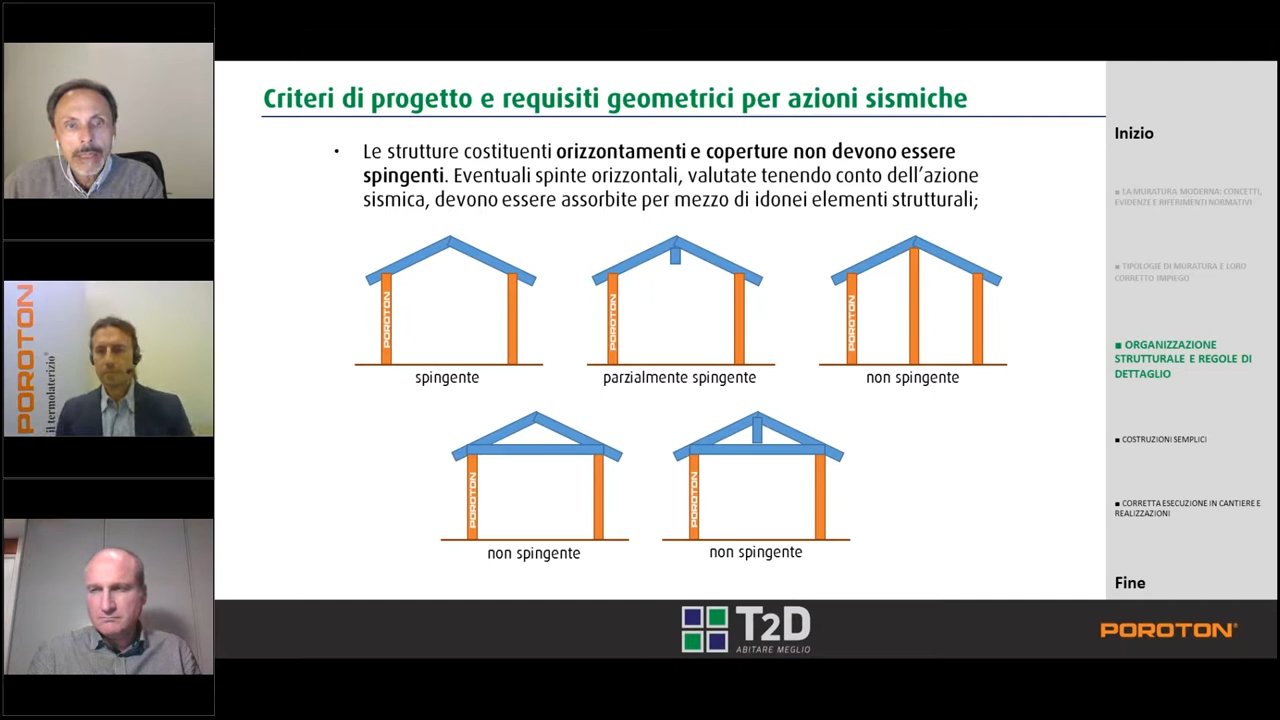 POROTON
il termolaterizio®
Criteri di progetto e requisiti geometrici per azioni sismiche
• Le strutture costituenti orizzontamenti e coperture non devono essere
spingenti. Eventuali spinte orizzontali, valutate tenendo conto dell'azione
sismica, devono essere assorbite per mezzo di idonei elementi strutturali;
POROTON
POROTON
POROTON
spingente
parzialmente spingente
non spingente
POROTON
POROTON
non spingente
non spingente
Inizio
■ LA MURATURA MODERNA: CONCETTI,
EVIDENZE E RIFERIMENTI NORMATIVI
■ TIPOLOGIE DI MURATURA E LORO
CORRETTO IMPIEGO
■ ORGANIZZAZIONE
STRUTTURALE E REGOLE DI
DETTAGLIO
■ COSTRUZIONI SEMPLICI
■ CORRETTA ESECUZIONE IN CANTIERE E
REALIZZAZIONI
Fine
T2D
ABITARE MEGLIO
POROTON®